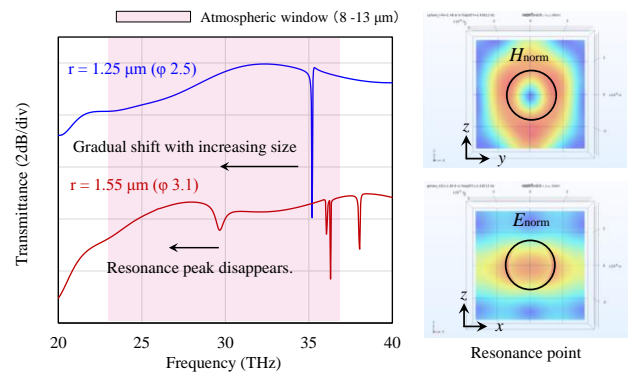 Atmospheric window (8 -13 μm)
Transmittance (2dB/div)
r = 1.25 μm (φ 2.5)
Gradual shift with increasing size
r = 1.55 μm (φ 3.1)
Resonance peak disappears.
20 25 30 35 40
Frequency (THz)
Hnorm
z
y
Enorm
z
x
Resonance point